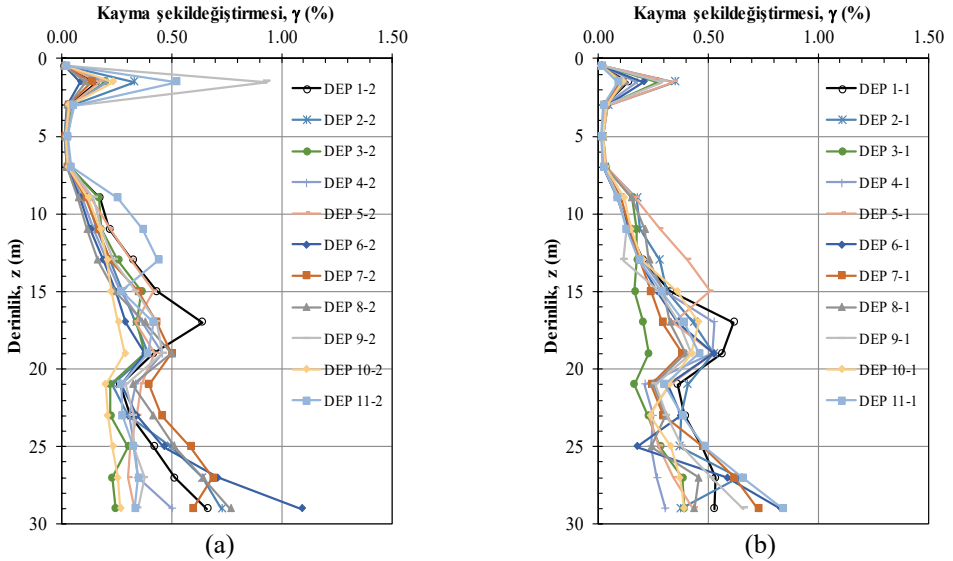 Kayma şekildeğiştirmesi, γ (%)
0.00 0.50 1.00 1.50
0
5
10
15
20
25
30
Derinlik, z (m)
DEP 1-2
DEP 2-2
DEP 3-2
DEP 4-2
DEP 5-2
DEP 6-2
DEP 7-2
DEP 8-2
DEP 9-2
DEP 10-2
DEP 11-2
(a)
Kayma şekildeğiştirmesi, γ (%)
0.00 0.50 1.00 1.50
0
5
10
15
20
25
30
Derinlik, z (m)
DEP 1-1
DEP 2-1
DEP 3-1
DEP 4-1
DEP 5-1
DEP 6-1
DEP 7-1
DEP 8-1
DEP 9-1
DEP 10-1
DEP 11-1
(b)